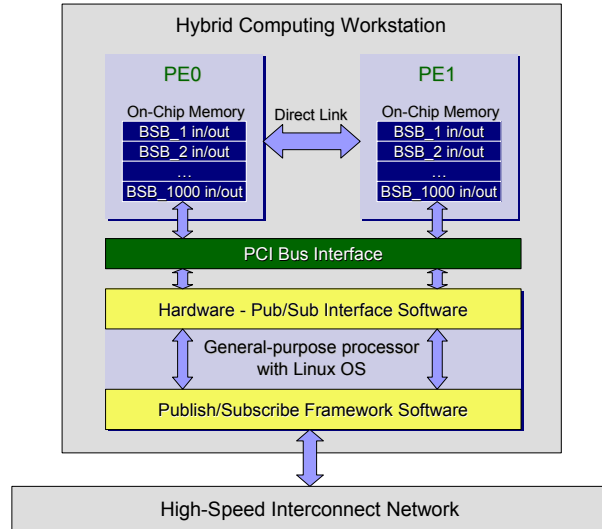 Hybrid Computing Workstation
PE0
On-Chip Memory
BSB_1 in/out
BSB_2 in/out
...
BSB_1000 in/out
Direct Link
PE1
On-Chip Memory
BSB_1 in/out
BSB_2 in/out
...
BSB_1000 in/out
PCI Bus Interface
Hardware - Pub/Sub Interface Software
General-purpose processor
with Linux OS
Publish/Subscribe Framework Software
High-Speed Interconnect Network